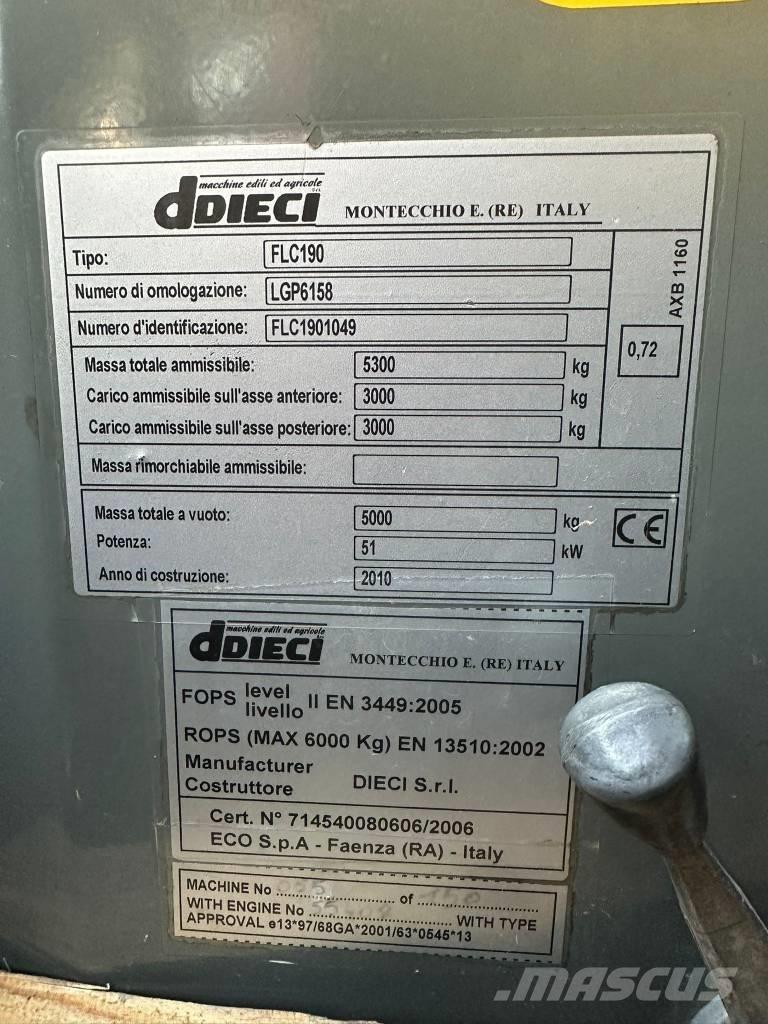 macchine edili ed agricole
dDIECI S.r.l. MONTECCHIO E. (RE) ITALY
Tipo: FLC190
Numero di omologazione: LGP6158
Numero d'identificazione: FLC1901049
AXB 1160
0,72
Massa totale ammissibile: 5300 kg
Carico ammissibile sull'asse anteriore: 3000 kg
Carico ammissibile sull'asse posteriore: 3000 kg
Massa rimorchiabile ammissibile:
Massa totale a vuoto: 5000 kg
Potenza: 51 kW
Anno di costruzione: 2010
CE
macchine edili ed agricole
dDIECI MONTECCHIO E. (RE) ITALY
FOPS level livello II EN 3449:2005
ROPS (MAX 6000 Kg) EN 13510:2002
Manufacturer
Costruttore DIECI S.r.l.
Cert. N° 714540080606/2006
ECO S.p.A - Faenza (RA) - Italy
MACHINE No of
WITH ENGINE No WITH TYPE
APPROVAL e13*97/68GA*2001/63*0545*13
MASCUS